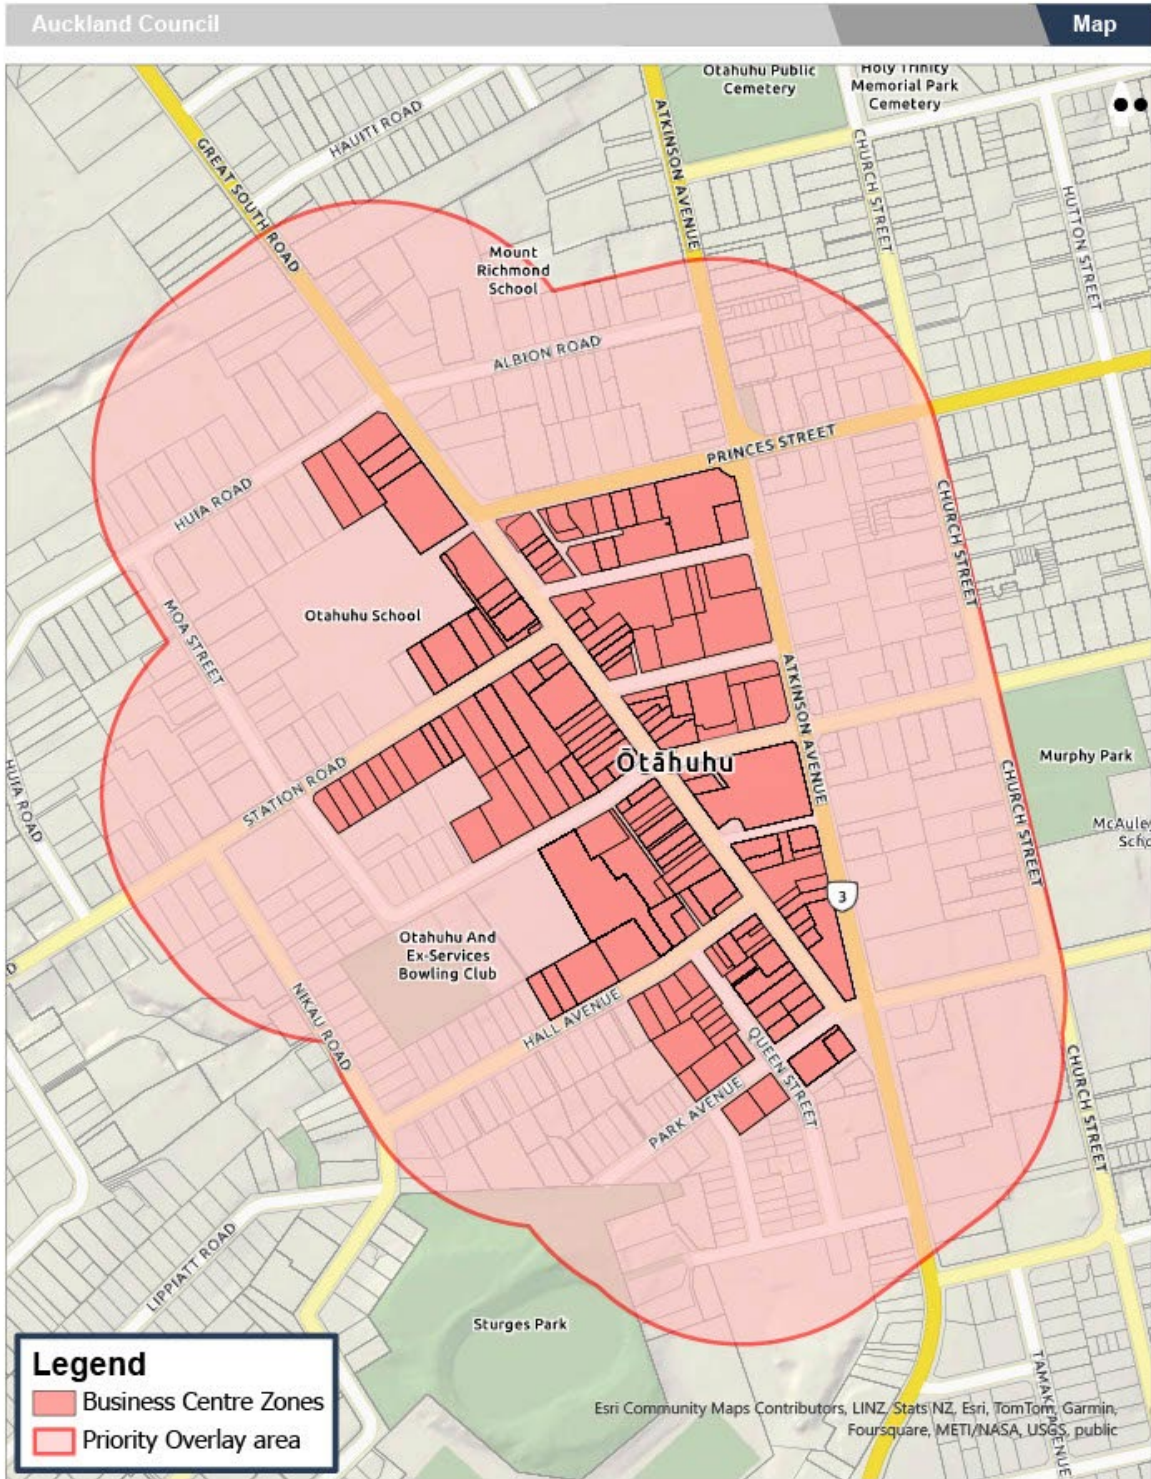 Auckland Council
Map
Otahuhu Public
Cemetery
Holy Trinity
Memorial Park
Cemetery
HAUITI ROAD
GREAT SOUTH ROAD
ATKINSON AVENUE
CHURCH STREET
HUTTON STREET
Mount
Richmond
School
ALBION ROAD
PRINCES STREET
HUIA ROAD
CHURCH STREET
Otahuhu School
MOA STREET
ATKINSON AVENUE
Ōtāhuhu
Murphy Park
HUIA ROAD
STATION ROAD
CHURCH STREET
McAule
Scho
3
Otahuhu And
Ex-Services
Bowling Club
D
NIKAU ROAD
HALL AVENUE
QUEEN STREET
CHURCH STREET
PARK AVENUE
LIPPIATT ROAD
Sturges Park
Legend
Business Centre Zones
Priority Overlay area
TAMAKI AVENUE
Esri Community Maps Contributors, LINZ, Stats NZ, Esri, TomTom, Garmin,
Foursquare, METI/NASA, USGS, public